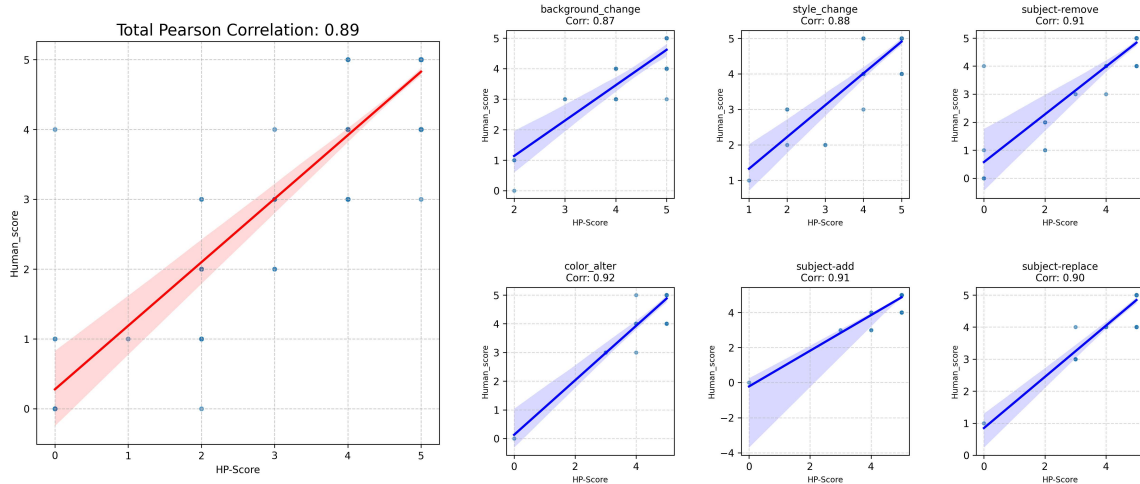 Total Pearson Correlation: 0.89
Human_score
5
4
3
2
1
0
0 1 2 3 4 5
HP-Score
background_change
Corr: 0.87
Human_score
5
4
3
2
1
0
2 3 4 5
HP-Score
style_change
Corr: 0.88
Human_score
5
4
3
2
1
1 2 3 4 5
HP-Score
subject-remove
Corr: 0.91
Human_score
5
4
3
2
1
0
0 2 4
HP-Score
color_alter
Corr: 0.92
Human_score
5
4
3
2
1
0
0 2 4
HP-Score
subject-add
Corr: 0.91
Human_score
4
2
0
−2
−4
0 2 4
HP-Score
subject-replace
Corr: 0.90
Human_score
5
4
3
2
1
0
0 2 4
HP-Score